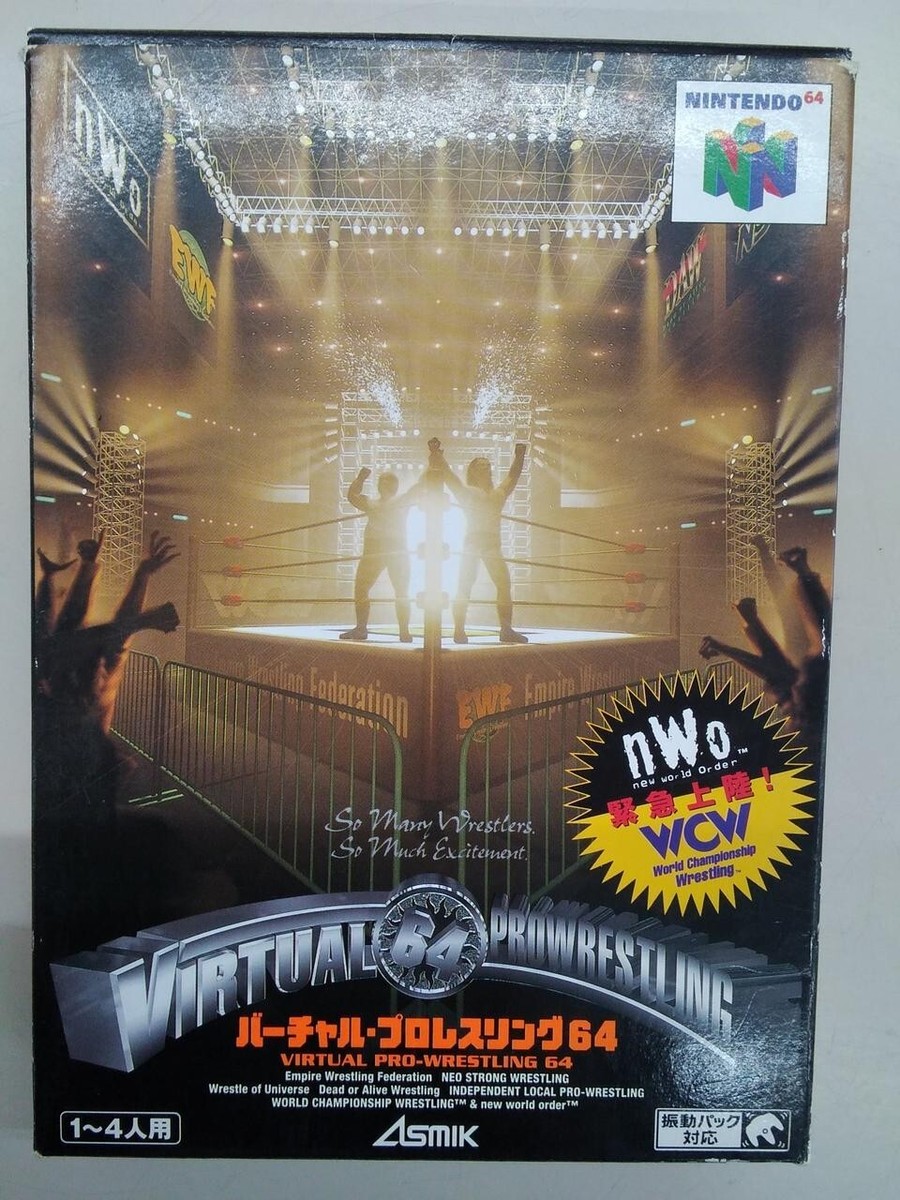 NINTENDO64
nWo
EWF
DAW
Wrestling Federation
EWF Empire Wrestling
nWo™
new world order
緊急上陸!
WCW
World Championship
Wrestling™
So Many Wrestlers.
So Much Excitement.
VIRTUAL 64 PROWRESTLING
バーチャル・プロレスリング64
VIRTUAL PRO-WRESTLING 64
Empire Wrestling Federation NEO STRONG WRESTLING
Wrestle of Universe Dead or Alive Wrestling INDEPENDENT LOCAL PRO-WRESTLING
WORLD CHAMPIONSHIP WRESTLING™ & new world order™
1〜4人用
ASMIK
振動パック
対応